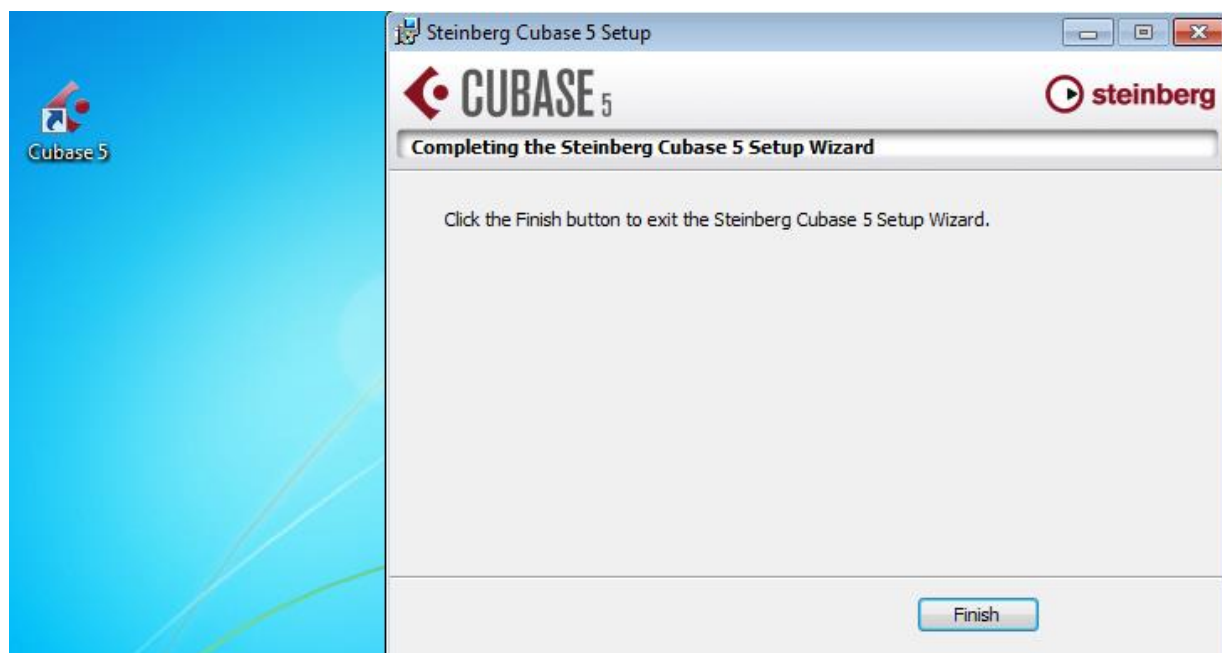 Steinberg Cubase 5 Setup
CUBASE 5
steinberg
Cubase 5
Completing the Steinberg Cubase 5 Setup Wizard
Click the Finish button to exit the Steinberg Cubase 5 Setup Wizard.
Finish